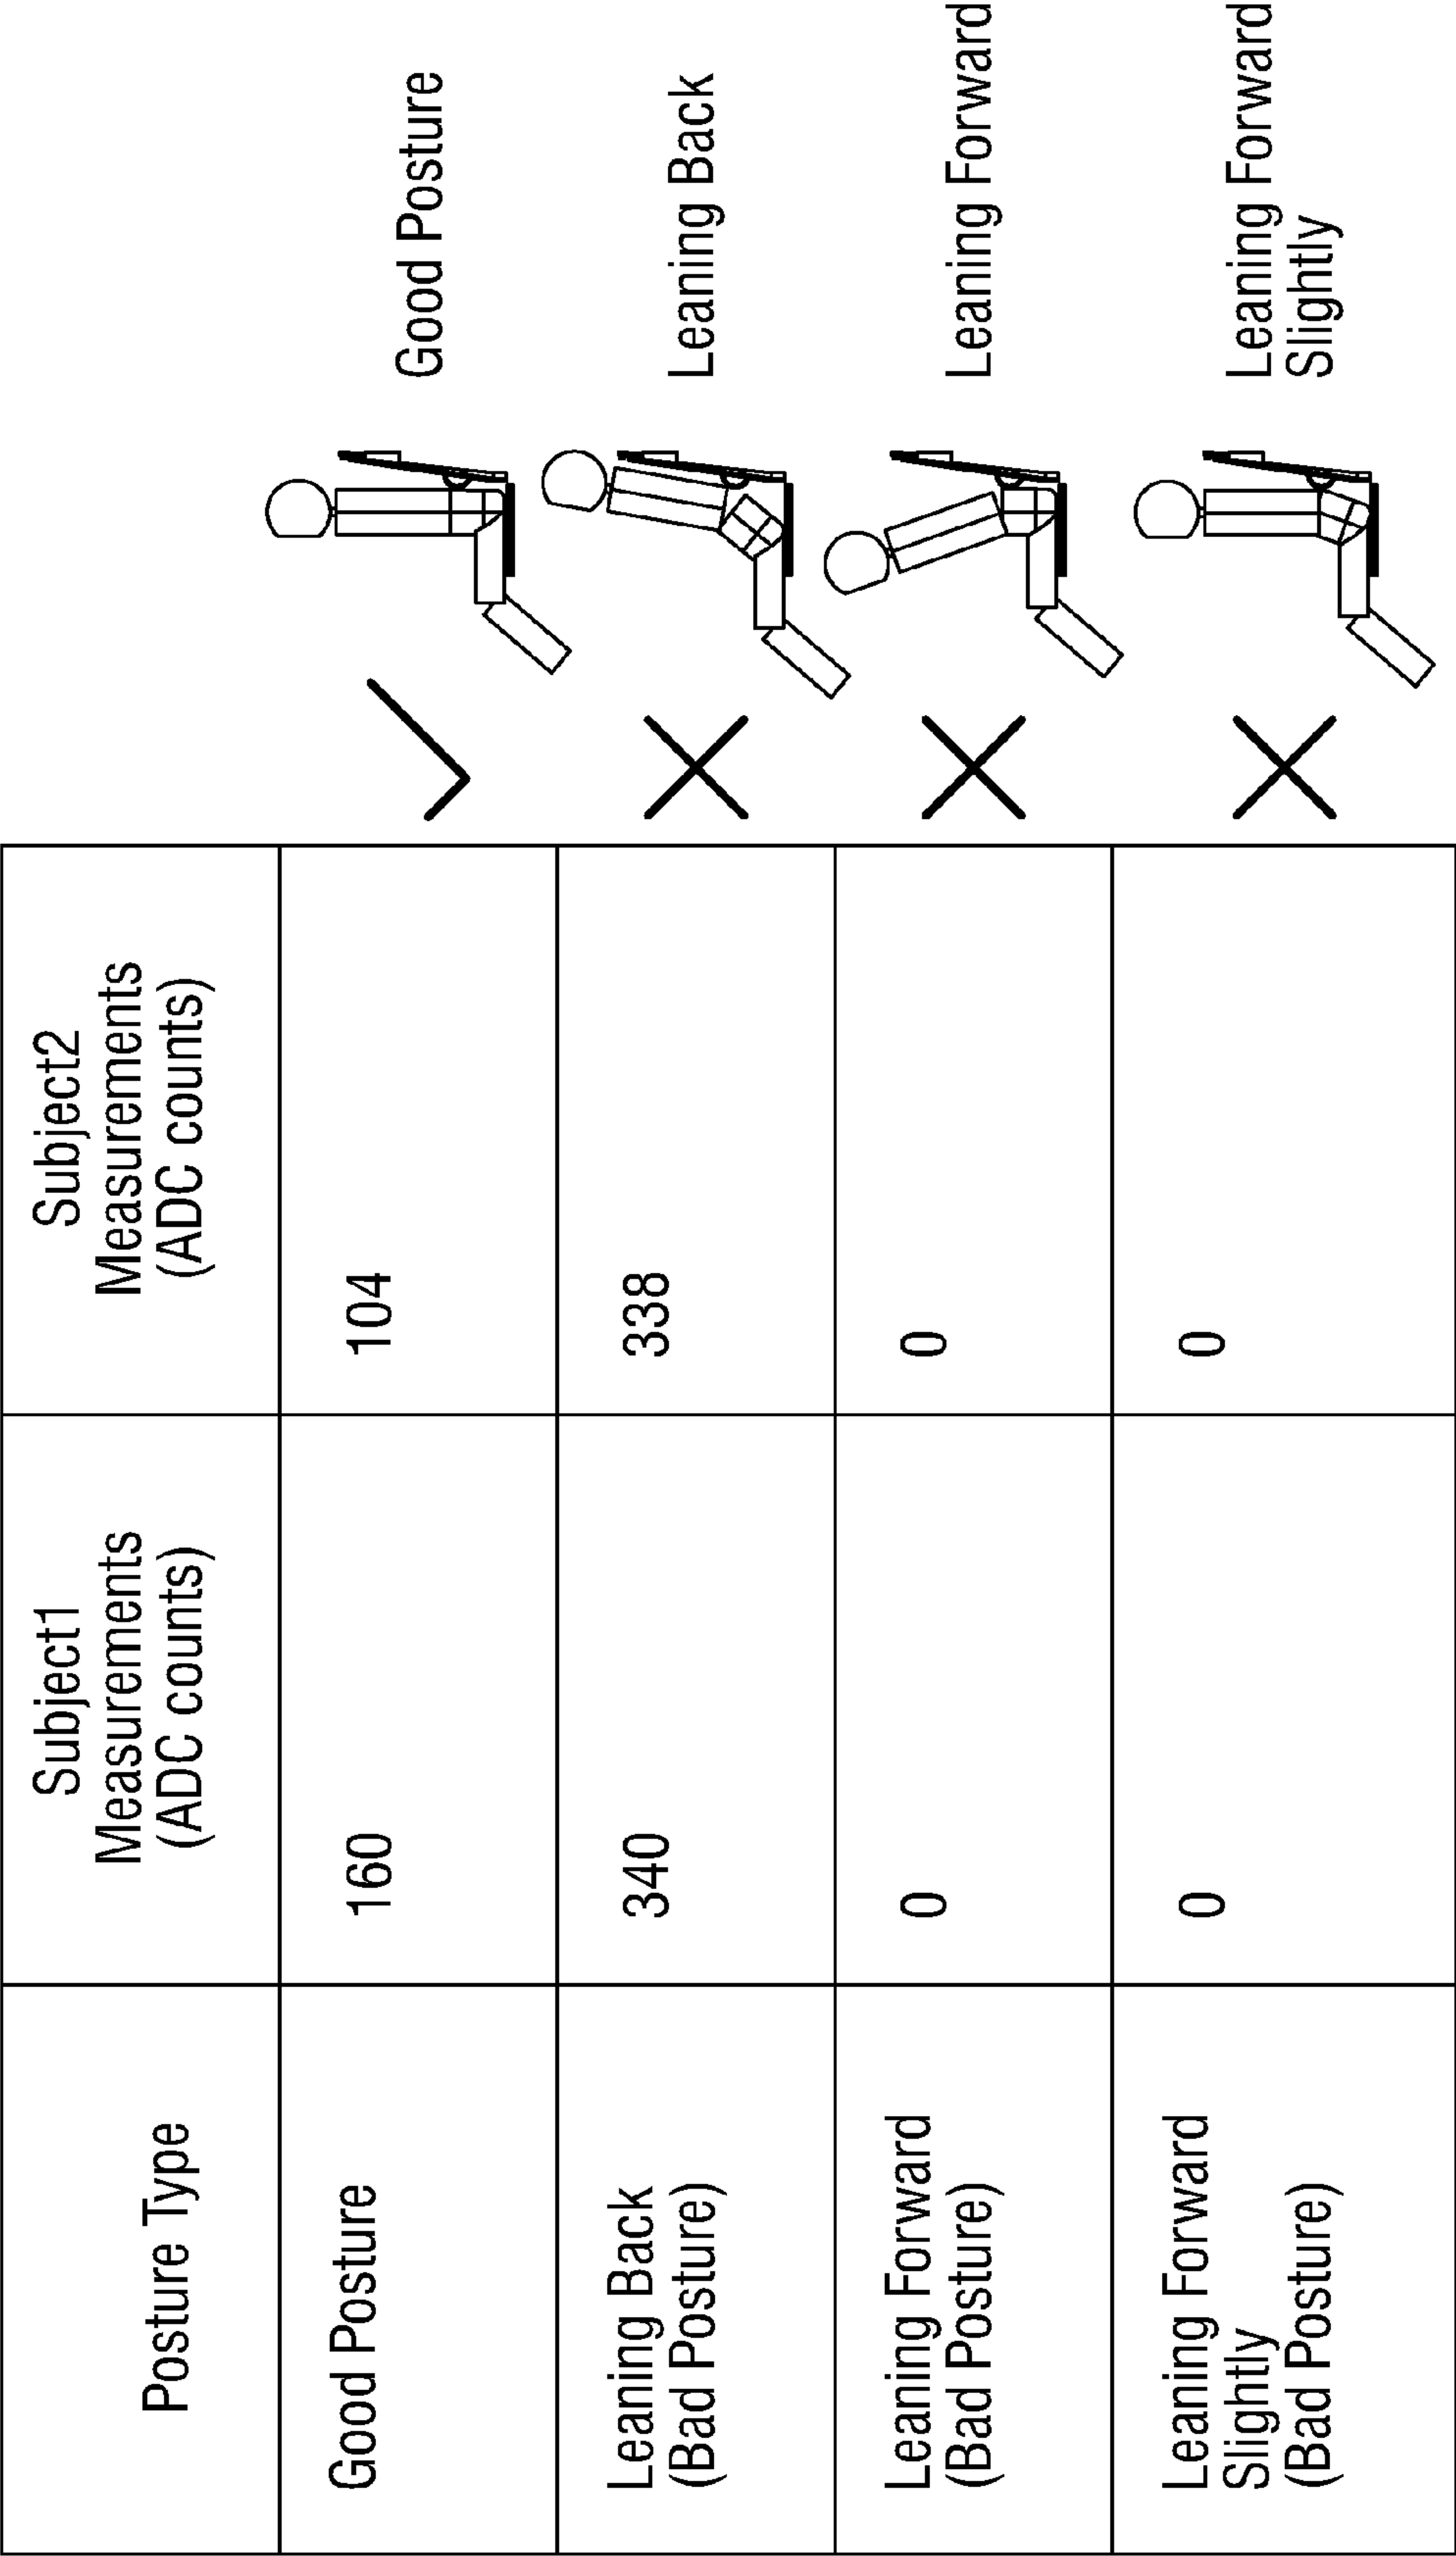 Posture Type
Subject1
Measurements
(ADC counts)
Subject2
Measurements
(ADC counts)
Good Posture
160
104
Good Posture
Leaning Back
(Bad Posture)
340
338
Leaning Back
Leaning Forward
(Bad Posture)
0
0
Leaning Forward
Leaning Forward
Slightly
(Bad Posture)
0
0
Leaning Forward
Slightly